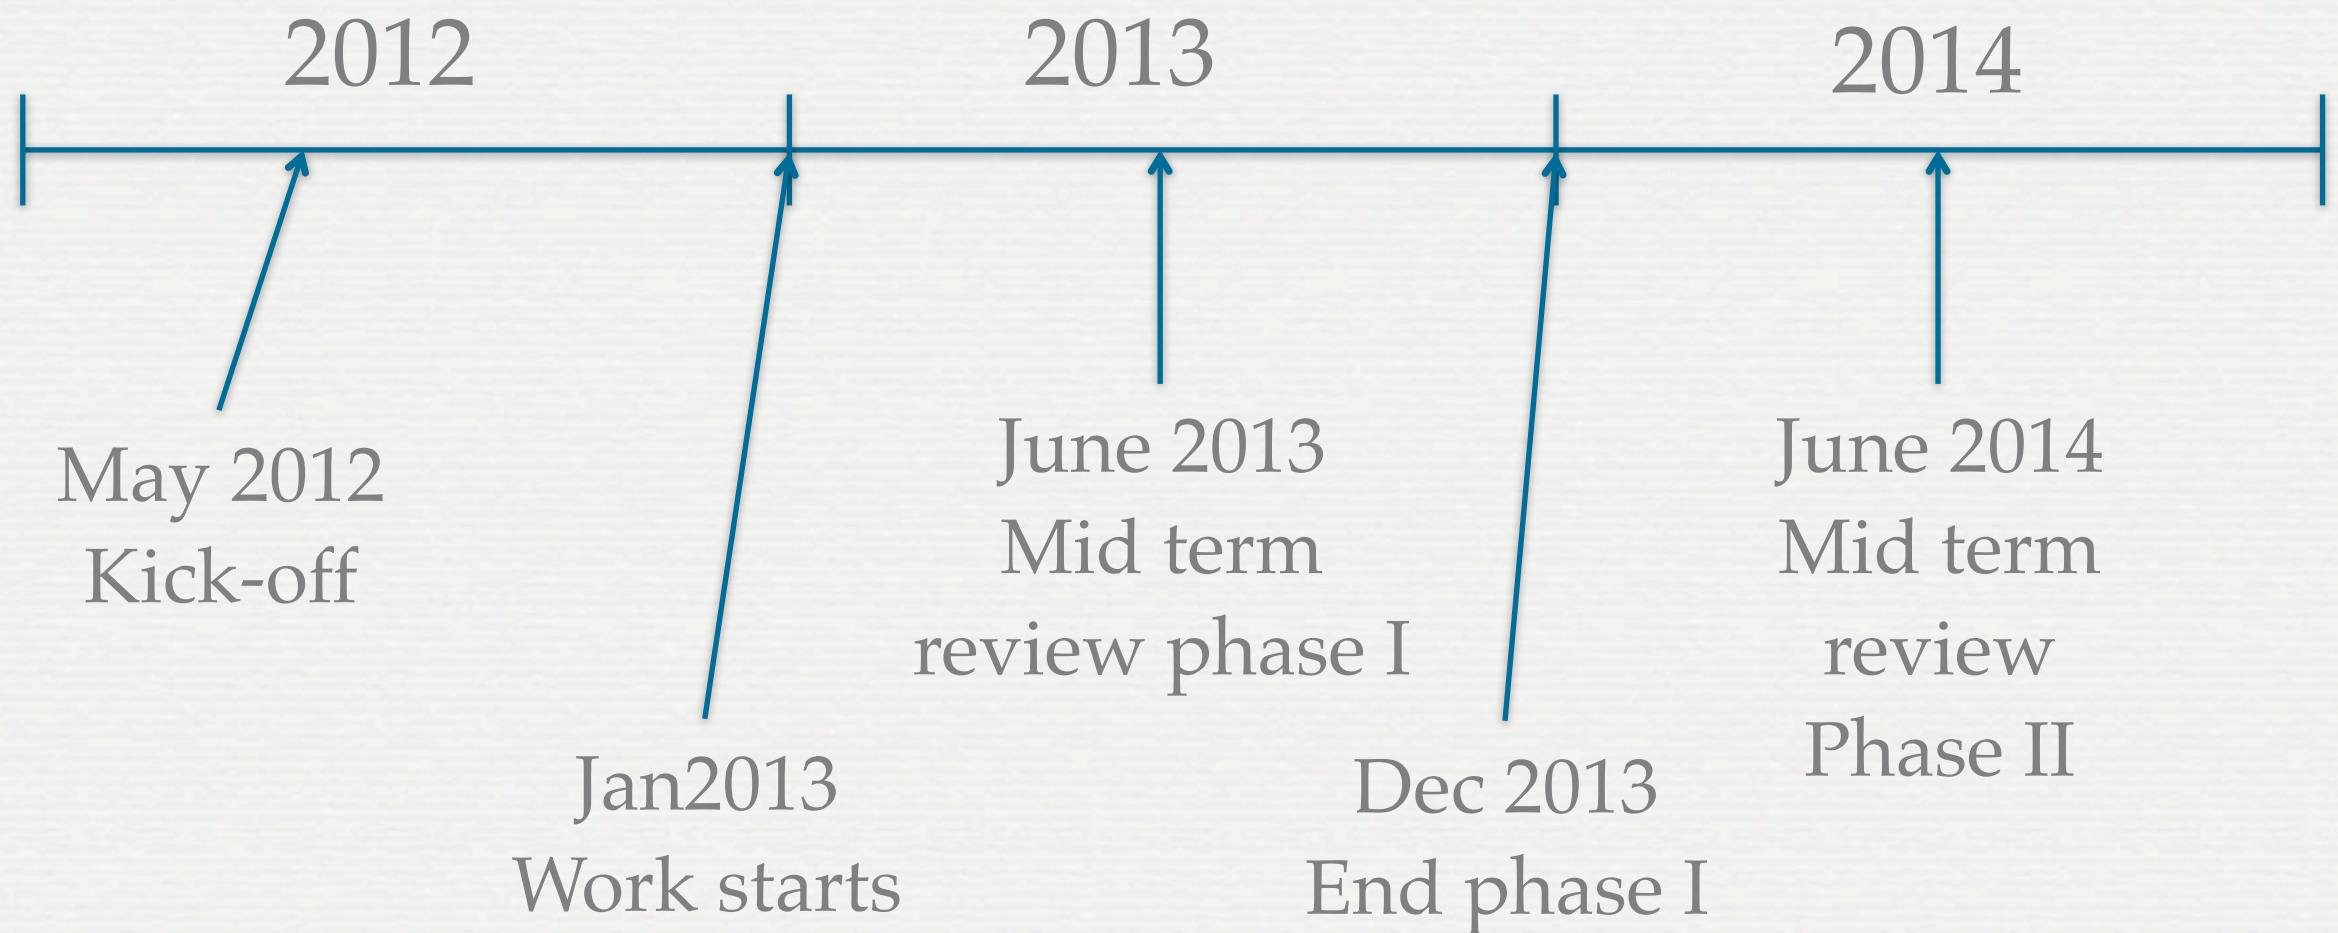 2012
2013
2014
May 2012
Kick-off
Jan2013
Work starts
June 2013
Mid term
review phase I
Dec 2013
End phase I
June 2014
Mid term
review
Phase II